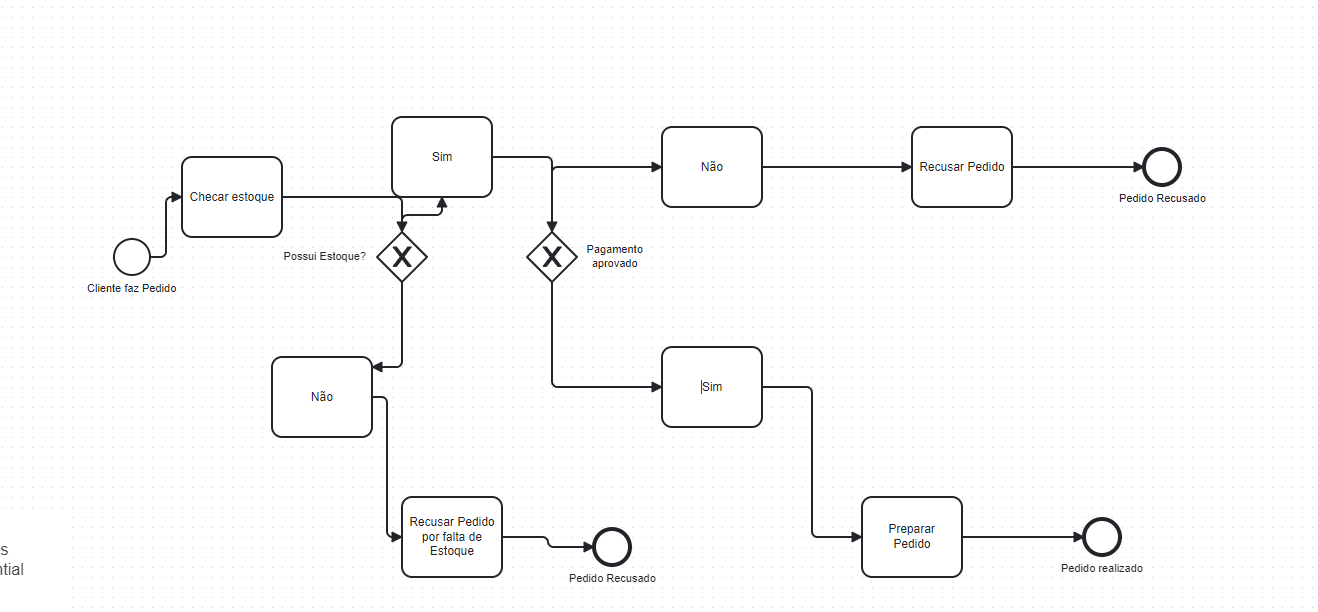 Sim
Não
Recusar Pedido
Checar estoque
Pedido Recusado
Possui Estoque?
Pagamento
aprovado
Cliente faz Pedido
Não
Sim
Recusar Pedido
por falta de
Estoque
Preparar
Pedido
Pedido Recusado
Pedido realizado
s
ntial